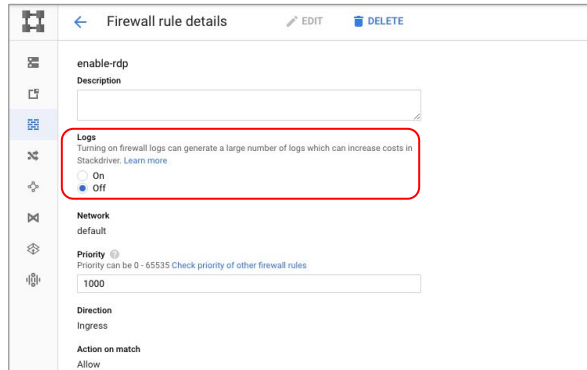 Firewall rule details
EDIT
DELETE
enable-rdp
Description
Logs
Turning on firewall logs can generate a large number of logs which can increase costs in
Stackdriver. Learn more
On
Off
Network
default
Priority
Priority can be 0 - 65535 Check priority of other firewall rules
1000
Direction
Ingress
Action on match
Allow